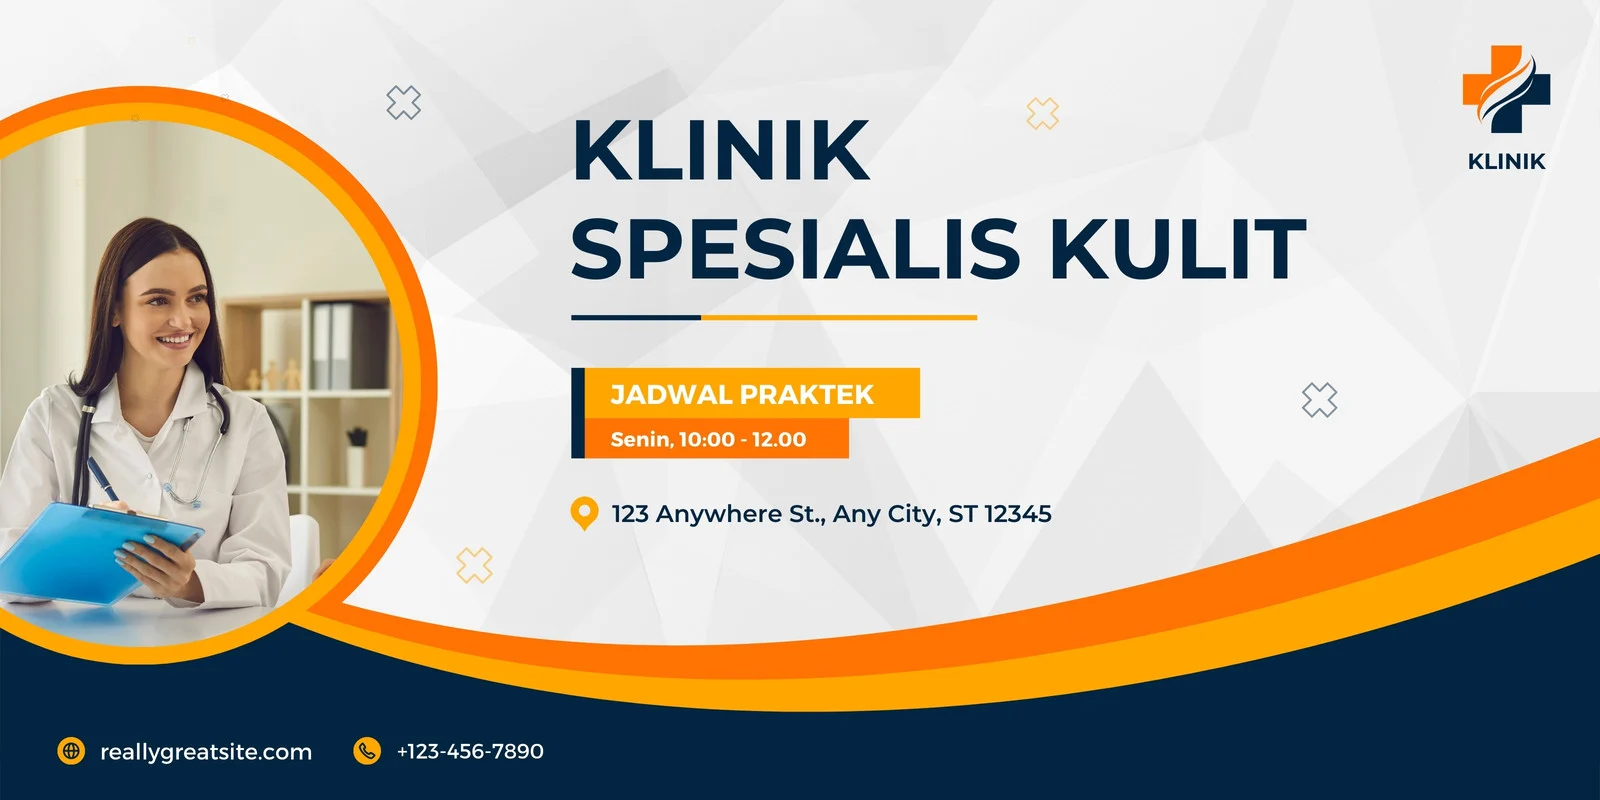 KLINIK
SPESIALIS KULIT
KLINIK
JADWAL PRAKTEK
Senin, 10:00 - 12.00
123 Anywhere St., Any City, ST 12345
reallygreatsite.com
+123-456-7890